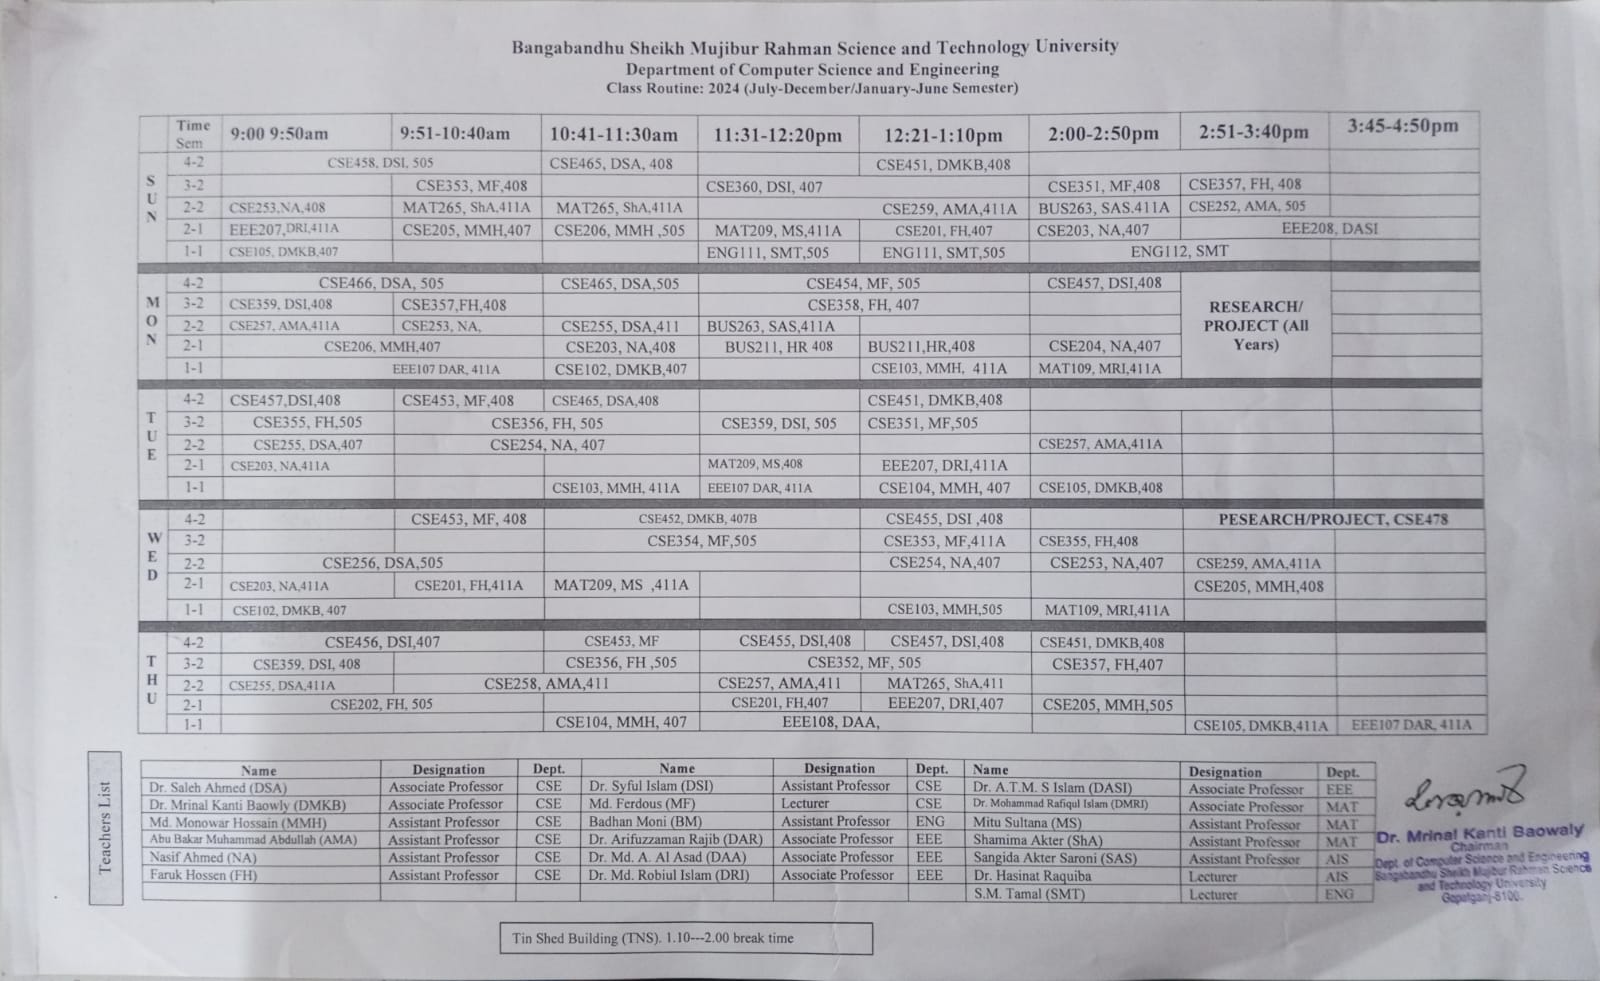 Bangabandhu Sheikh Mujibur Rahman Science and Technology University
Department of Computer Science and Engineering
Class Routine: 2024 (July-December/January-June Semester)
Time Sem 9:00 9:50am 9:51-10:40am 10:41-11:30am 11:31-12:20pm 12:21-1:10pm 2:00-2:50pm 2:51-3:40pm 3:45-4:50pm
SUN
4-2 CSE458, DSI, 505 CSE465, DSA, 408 CSE451, DMKB,408
3-2 CSE353, MF,408 CSE360, DSI, 407 CSE351, MF,408 CSE357, FH, 408
2-2 CSE253,NA,408 MAT265, ShA,411A MAT265, ShA,411A CSE259, AMA,411A BUS263, SAS.411A CSE252, AMA, 505
2-1 EEE207,DRI,411A CSE205, MMH,407 CSE206, MMH ,505 MAT209, MS,411A CSE201, FH,407 CSE203, NA,407 EEE208, DASI
1-1 CSE105, DMKB,407 ENG111, SMT,505 ENG111, SMT,505 ENG112, SMT
MON
4-2 CSE466, DSA, 505 CSE465, DSA,505 CSE454, MF, 505 CSE457, DSI,408
RESEARCH/ PROJECT (All Years)
3-2 CSE359, DSI,408 CSE357,FH,408 CSE358, FH, 407
2-2 CSE257, AMA,411A CSE253, NA, CSE255, DSA,411 BUS263, SAS,411A
2-1 CSE206, MMH,407 CSE203, NA,408 BUS211, HR 408 BUS211,HR,408 CSE204, NA,407
1-1 EEE107 DAR, 411A CSE102, DMKB,407 CSE103, MMH, 411A MAT109, MRI,411A
TUE
4-2 CSE457,DSI,408 CSE453, MF,408 CSE465, DSA,408 CSE451, DMKB,408
3-2 CSE355, FH,505 CSE356, FH, 505 CSE359, DSI, 505 CSE351, MF,505
2-2 CSE255, DSA,407 CSE254, NA, 407 CSE257, AMA,411A
2-1 CSE203, NA,411A MAT209, MS,408 EEE207, DRI,411A
1-1 CSE103, MMH, 411A EEE107 DAR, 411A CSE104, MMH, 407 CSE105, DMKB,408
WED
4-2 CSE453, MF, 408 CSE452, DMKB, 407B CSE455, DSI ,408 PESEARCH/PROJECT, CSE478
3-2 CSE354, MF,505 CSE353, MF,411A CSE355, FH,408
2-2 CSE256, DSA,505 CSE254, NA,407 CSE253, NA,407 CSE259, AMA,411A
2-1 CSE203, NA,411A CSE201, FH,411A MAT209, MS ,411A CSE205, MMH,408
1-1 CSE102, DMKB, 407 CSE103, MMH,505 MAT109, MRI,411A
THU
4-2 CSE456, DSI,407 CSE453, MF CSE455, DSI,408 CSE457, DSI,408 CSE451, DMKB,408
3-2 CSE359, DSI, 408 CSE356, FH ,505 CSE352, MF, 505 CSE357, FH,407
2-2 CSE255, DSA,411A CSE258, AMA,411 CSE257, AMA,411 MAT265, ShA,411
2-1 CSE202, FH, 505 CSE201, FH,407 EEE207, DRI,407 CSE205, MMH,505
1-1 CSE104, MMH, 407 EEE108, DAA, CSE105, DMKB,411A EEE107 DAR, 411A
Teachers List
Name Designation Dept. Name Designation Dept. Name Designation Dept.
Dr. Saleh Ahmed (DSA) Associate Professor CSE Dr. Syful Islam (DSI) Assistant Professor CSE Dr. A.T.M. S Islam (DASI) Associate Professor EEE
Dr. Mrinal Kanti Baowly (DMKB) Associate Professor CSE Md. Ferdous (MF) Lecturer CSE Dr. Mohammad Rafiqul Islam (DMRI) Associate Professor MAT
Md. Monowar Hossain (MMH) Assistant Professor CSE Badhan Moni (BM) Assistant Professor ENG Mitu Sultana (MS) Assistant Professor MAT
Abu Bakar Muhammad Abdullah (AMA) Assistant Professor CSE Dr. Arifuzzaman Rajib (DAR) Associate Professor EEE Shamima Akter (ShA) Assistant Professor MAT
Nasif Ahmed (NA) Assistant Professor CSE Dr. Md. A. Al Asad (DAA) Associate Professor EEE Sangida Akter Saroni (SAS) Assistant Professor AIS
Faruk Hossen (FH) Assistant Professor CSE Dr. Md. Robiul Islam (DRI) Associate Professor EEE Dr. Hasinat Raquiba Lecturer AIS
S.M. Tamal (SMT) Lecturer ENG
Dr. Mrinal Kanti Baowaly
Chairman
Dept. of Computer Science and Engineering
Bangabandhu Sheikh Mujibur Rahman Science
and Technology University
Gopalganj-8100.
Tin Shed Building (TNS). 1.10---2.00 break time